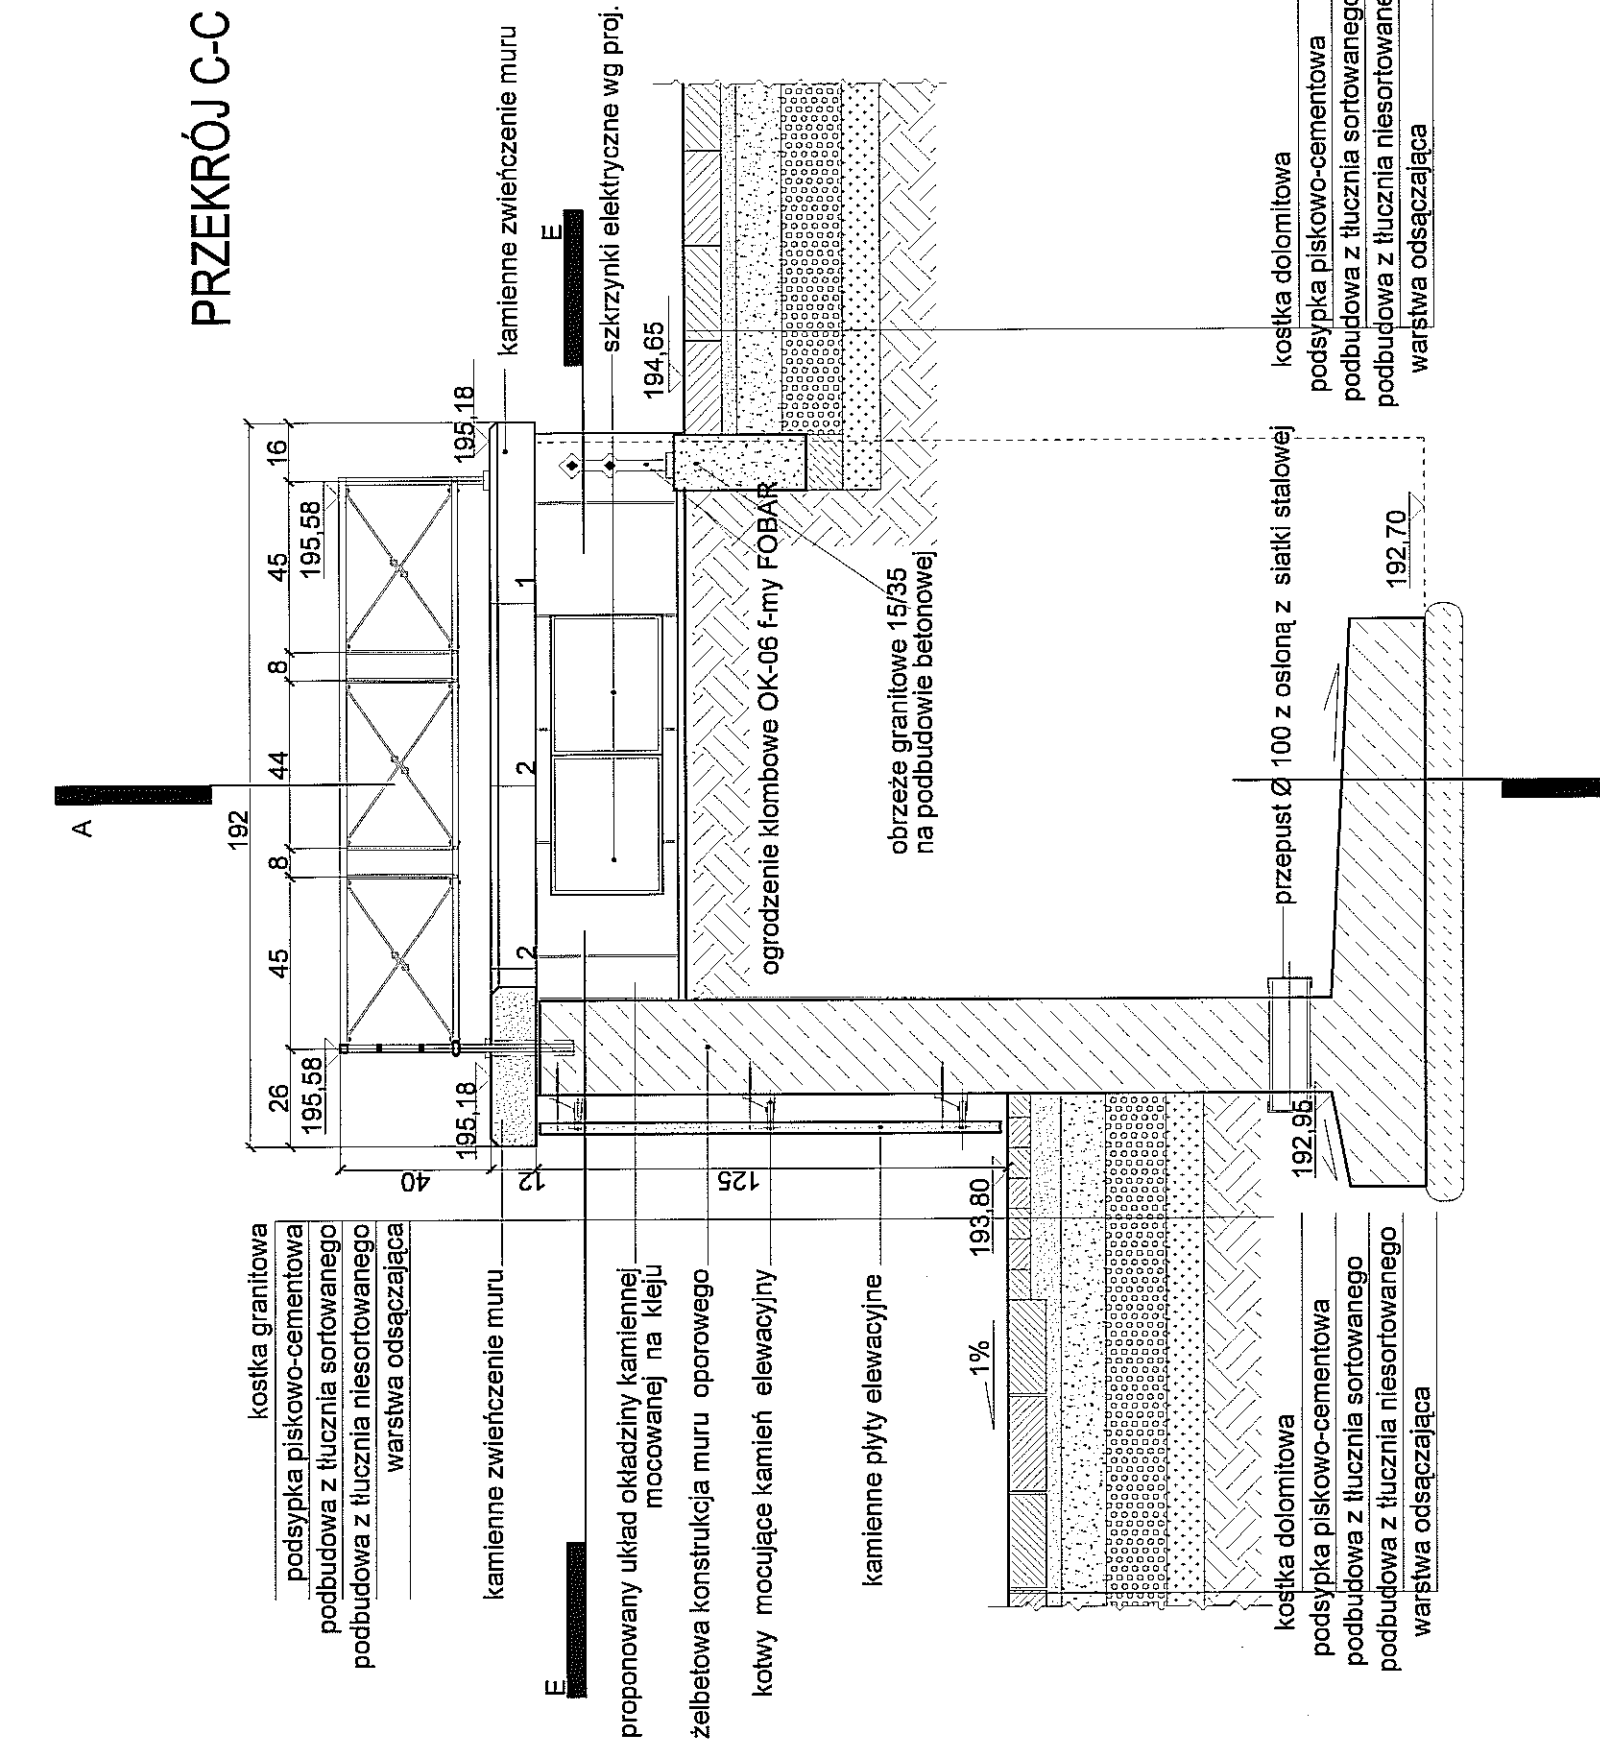 PRZEKRÓJ C-C
kostka granitowa
podsypka piskowo-cementowa
podbudowa z tłucznia sortowanego
podbudowa z tłucznia niesortowanego
warstwa odsączająca
kamienne zwieńczenie muru
proponowany układ okładziny kamiennej
mocowanej na kleju
żelbetowa konstrukcja muru oporowego
kotwy mocujące kamień elewacyjny
kamienne płyty elewacyjne
E
A
192
26
45
8
44
8
45
16
195,58
195,58
195,18
195,18
40
12
125
2
2
1
kamienne zwieńczenie muru
E
szkrzynki elektryczne wg proj.
194,65
ogrodzenie klombowe OK-06 f-my FOBAR
obrzeże granitowe 15/35
na podbudowie betonowej
193,80
1%
przepust Ø 100 z osłoną z siatki stalowej
192,95
192,70
kostka dolomitowa
podsypka piskowo-cementowa
podbudowa z tłucznia sortowanego
podbudowa z tłucznia niesortowanego
warstwa odsączająca
kostka dolomitowa
podsypka piskowo-cementowa
podbudowa z tłucznia sortowanego
podbudowa z tłucznia niesortowane
warstwa odsączająca